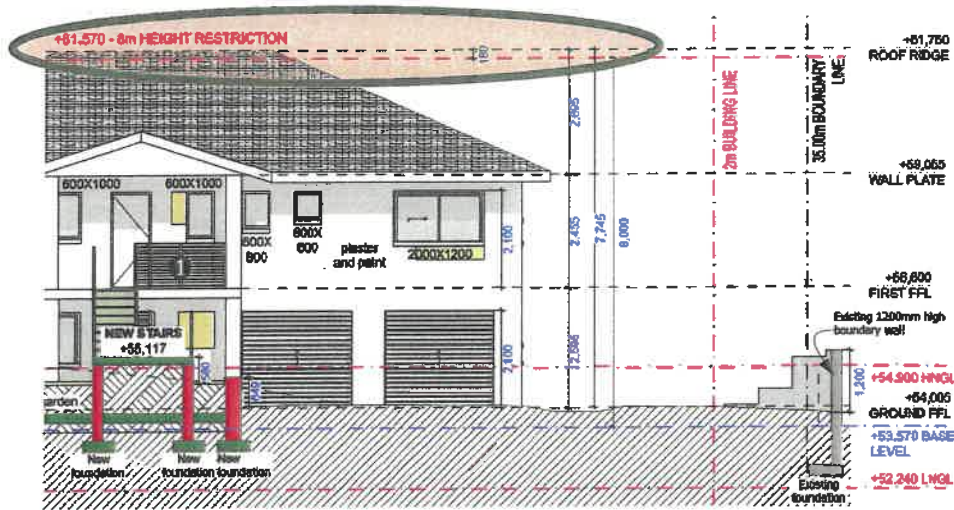 +61,570 - 8m HEIGHT RESTRICTION
180
+61,750
ROOF RIDGE
2m BUILDING LINE
35.00m BOUNDARY
LINE
2,695
+59,055
WALL PLATE
600X1000
600X1000
600X
600
600X
600
plaster
and paint
2000X1200
2,100
2,455
7,745
8,000
1
+56,600
FIRST FFL
NEW STAIRS
+55,117
Existing 1200mm high
boundary wall
2,100
2,595
1,200
+54,900 HNGL
+54,005
GROUND FFL
garden
+53,570 BASE
LEVEL
New
foundation
New
foundation
New
foundation
Existing
foundation
+52,240 LNGL